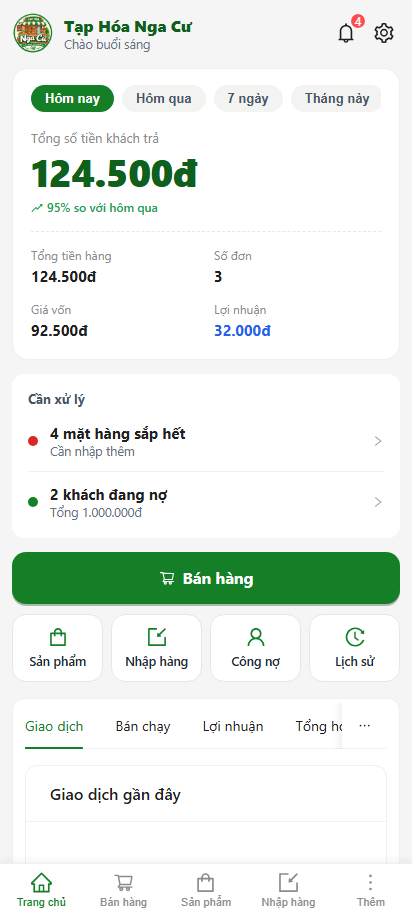 Nga Cư
Tạp Hóa Nga Cư
Chào buổi sáng
4
Hôm nay
Hôm qua
7 ngày
Tháng này
Tổng số tiền khách trả
124.500đ
95% so với hôm qua
Tổng tiền hàng
Số đơn
124.500đ
3
Giá vốn
Lợi nhuận
92.500đ
32.000đ
Cần xử lý
4 mặt hàng sắp hết
Cần nhập thêm
2 khách đang nợ
Tổng 1.000.000đ
Bán hàng
Sản phẩm
Nhập hàng
Công nợ
Lịch sử
Giao dịch
Bán chạy
Lợi nhuận
Tổng hợ
···
Giao dịch gần đây
Trang chủ
Bán hàng
Sản phẩm
Nhập hàng
Thêm